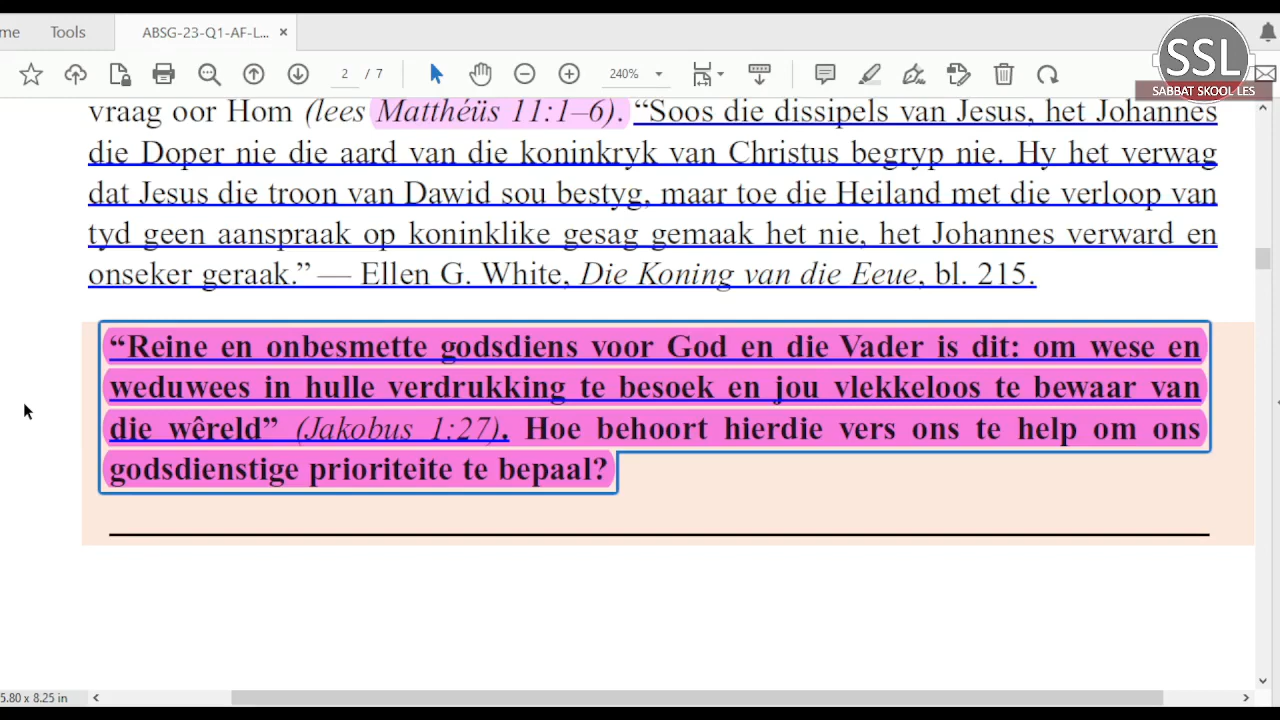 me
Tools
ABSG-23-Q1-AF-L...
×
SSL
SABBAT SKOOL LES
2 / 7
240%
vraag oor Hom (lees Matthéüs 11:1–6). “Soos die dissipels van Jesus, het Johannes
die Doper nie die aard van die koninkryk van Christus begryp nie. Hy het verwag
dat Jesus die troon van Dawid sou bestyg, maar toe die Heiland met die verloop van
tyd geen aanspraak op koninklike gesag gemaak het nie, het Johannes verward en
onseker geraak.” — Ellen G. White, Die Koning van die Eeue, bl. 215.
“Reine en onbesmette godsdiens voor God en die Vader is dit: om wese en
weduwees in hulle verdrukking te besoek en jou vlekkeloos te bewaar van
die wêreld” (Jakobus 1:27). Hoe behoort hierdie vers ons te help om ons
godsdienstige prioriteite te bepaal?
5.80 x 8.25 in